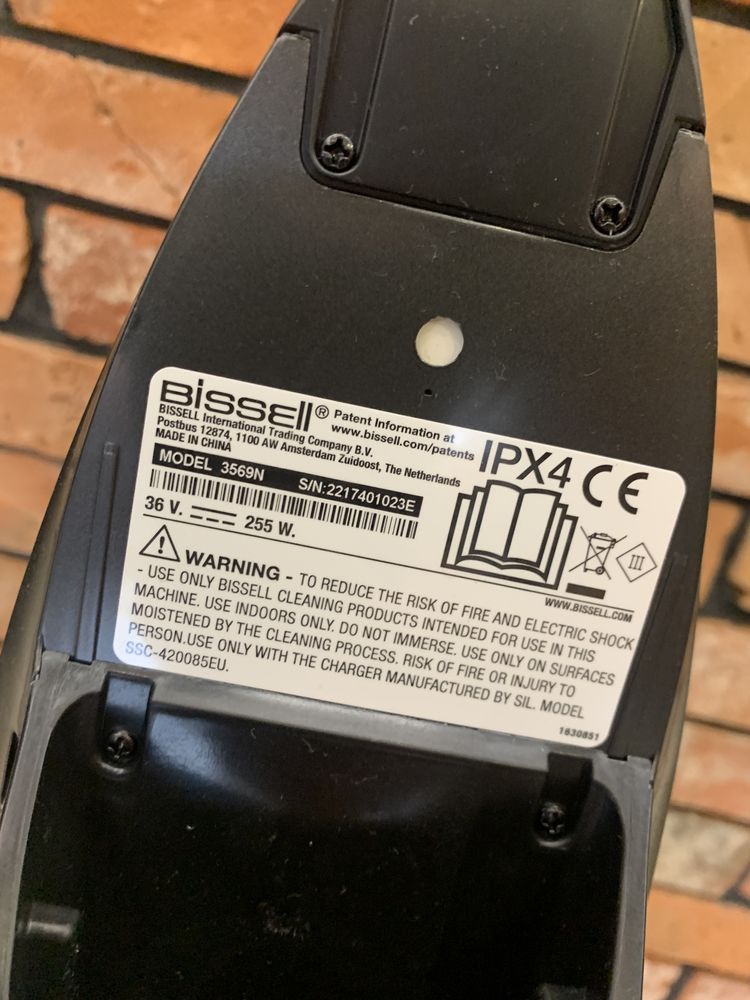 BISSELL®
Patent Information at
www.bissell.com/patents
BISSELL International Trading Company B.V.
Postbus 12874, 1100 AW Amsterdam Zuidoost, The Netherlands
MADE IN CHINA
IPX4 CE
MODEL 3569N S/N:2217401023E
36 V. 255 W.
III
WWW.BISSELL.COM
WARNING - TO REDUCE THE RISK OF FIRE AND ELECTRIC SHOCK
- USE ONLY BISSELL CLEANING PRODUCTS INTENDED FOR USE IN THIS
MACHINE. USE INDOORS ONLY. DO NOT IMMERSE. USE ONLY ON SURFACES
MOISTENED BY THE CLEANING PROCESS. RISK OF FIRE OR INJURY TO
PERSON.USE ONLY WITH THE CHARGER MANUFACTURED BY SIL. MODEL
SSC-420085EU.
1630851